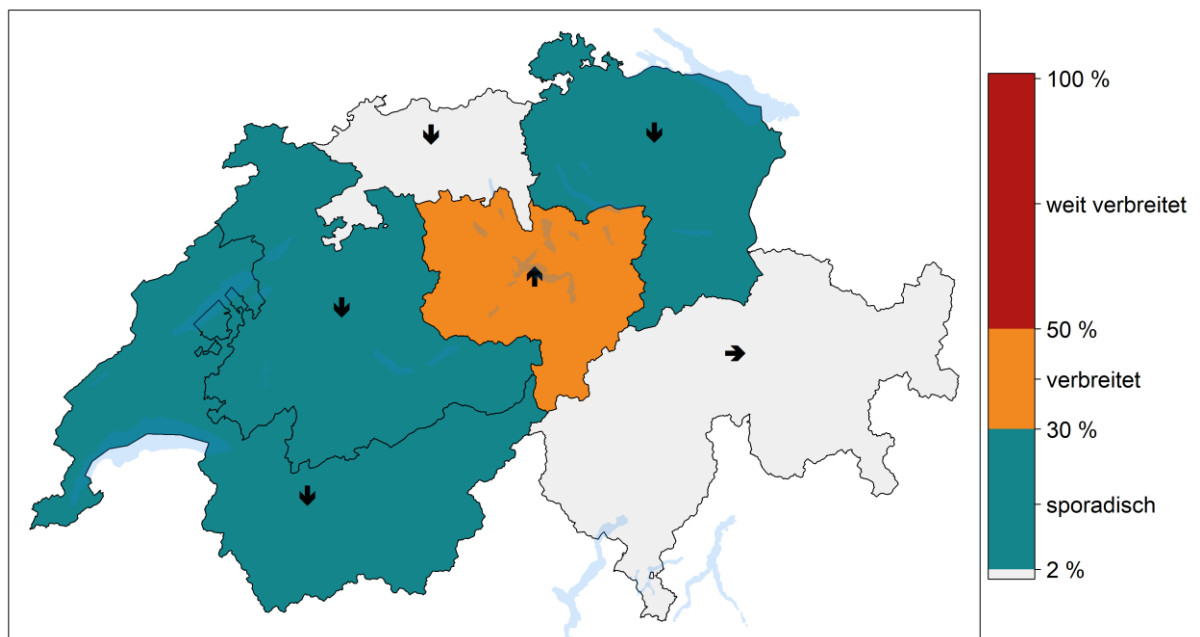 100 %
weit verbreitet
50 %
verbreitet
30 %
sporadisch
2 %